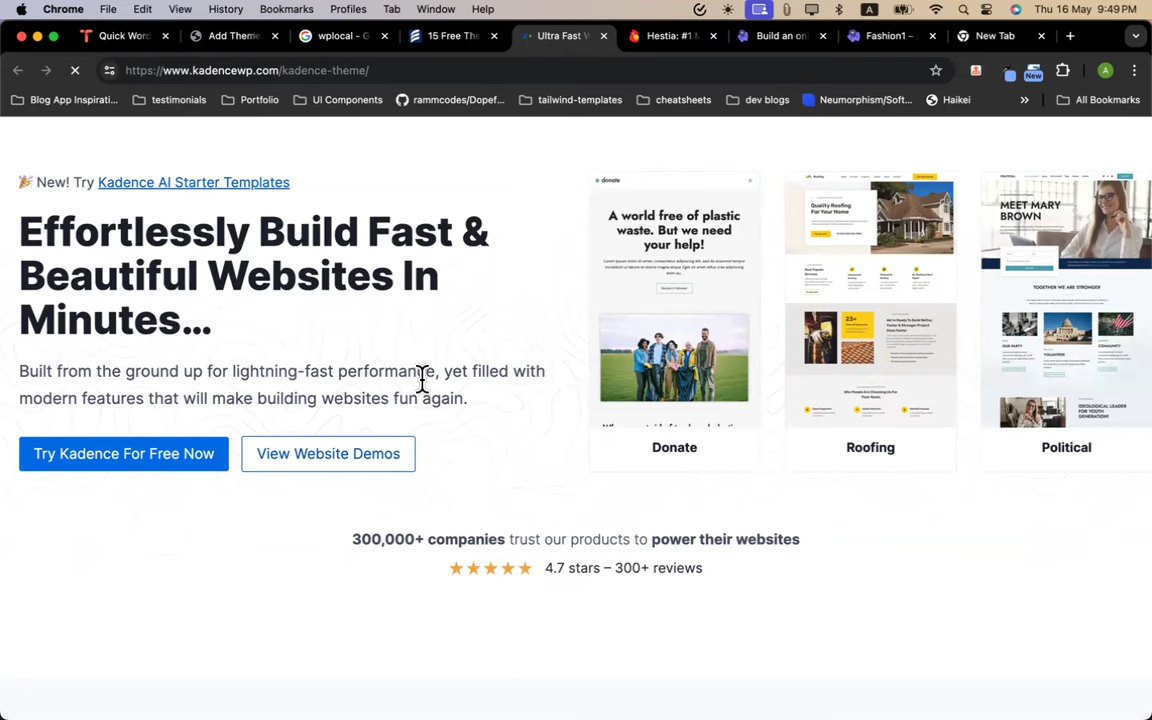 Chrome File Edit View History Bookmarks Profiles Tab Window Help A Thu 16 May 9:49 PM
Quick Word Add Theme wplocal - G 15 Free The Ultra Fast W Hestia: #1 M Build an onl Fashion1 – New Tab
https://www.kadencewp.com/kadence-theme/ New A
Blog App Inspirati... testimonials Portfolio UI Components rammcodes/Dopef... tailwind-templates cheatsheets dev blogs Neumorphism/Soft... Haikei » All Bookmarks
New! Try Kadence AI Starter Templates
Effortlessly Build Fast &
Beautiful Websites In
Minutes...
Built from the ground up for lightning-fast performance, yet filled with
modern features that will make building websites fun again.
Try Kadence For Free Now View Website Demos
donate
A world free of plastic
waste. But we need
your help!
Donate
Quality Roofing
For Your Home
Roofing
MEET MARY
BROWN
TOGETHER WE ARE STRONGER
Political
300,000+ companies trust our products to power their websites
4.7 stars – 300+ reviews